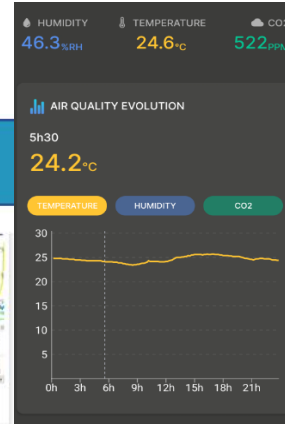 HUMIDITY TEMPERATURE CO2
46.3%RH 24.6°C 522PPM
AIR QUALITY EVOLUTION
5h30
24.2°C
TEMPERATURE HUMIDITY CO2
30
25
20
15
10
5
0h 3h 6h 9h 12h 15h 18h 21h